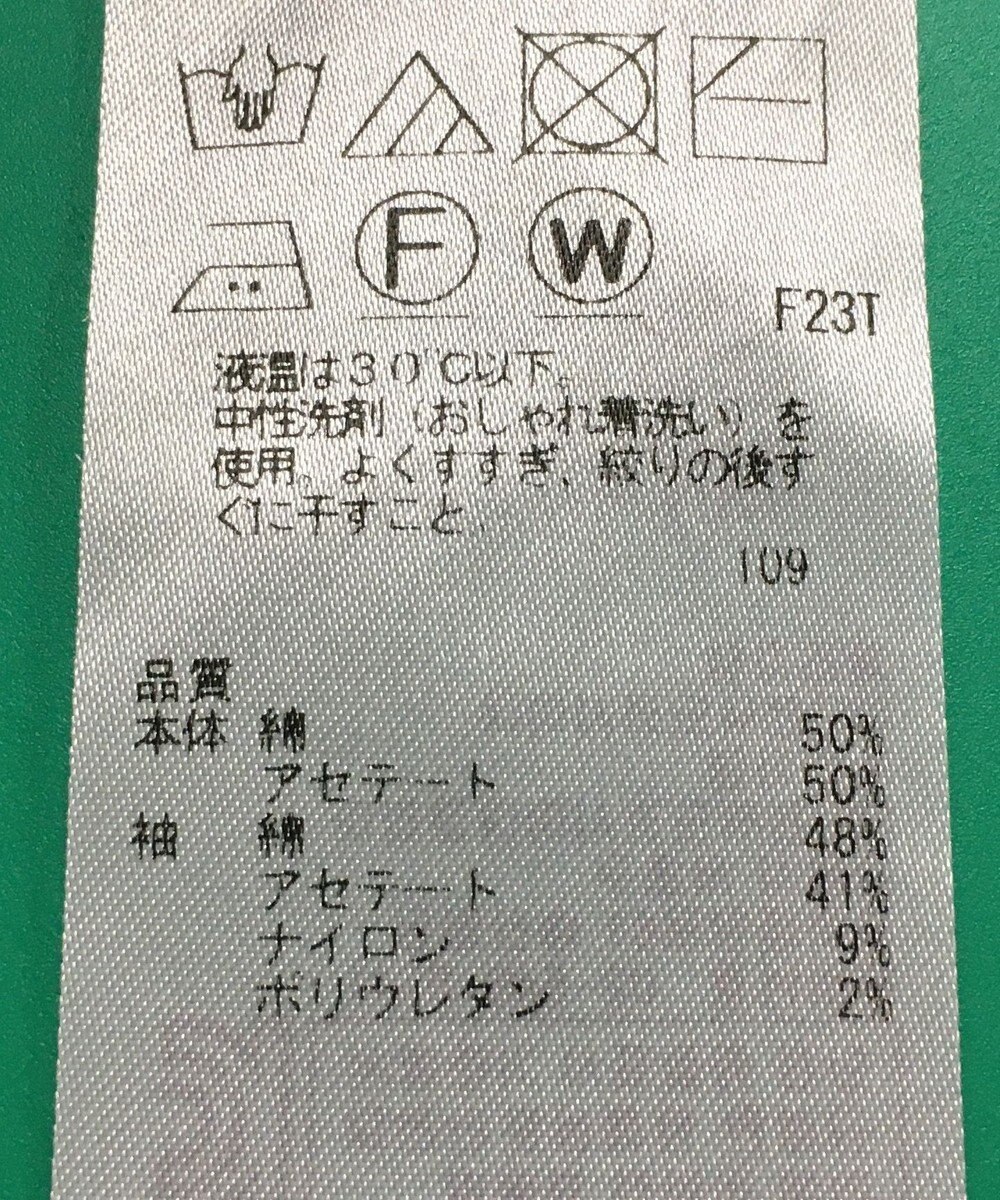 F
W
F23T
液温は30℃以下。
中性洗剤（おしゃれ着洗い）を
使用。よくすすぎ、絞りの後す
ぐに干すこと。
109
品質
本体 綿 50%
アセテート 50%
袖 綿 48%
アセテート 41%
ナイロン 9%
ポリウレタン 2%